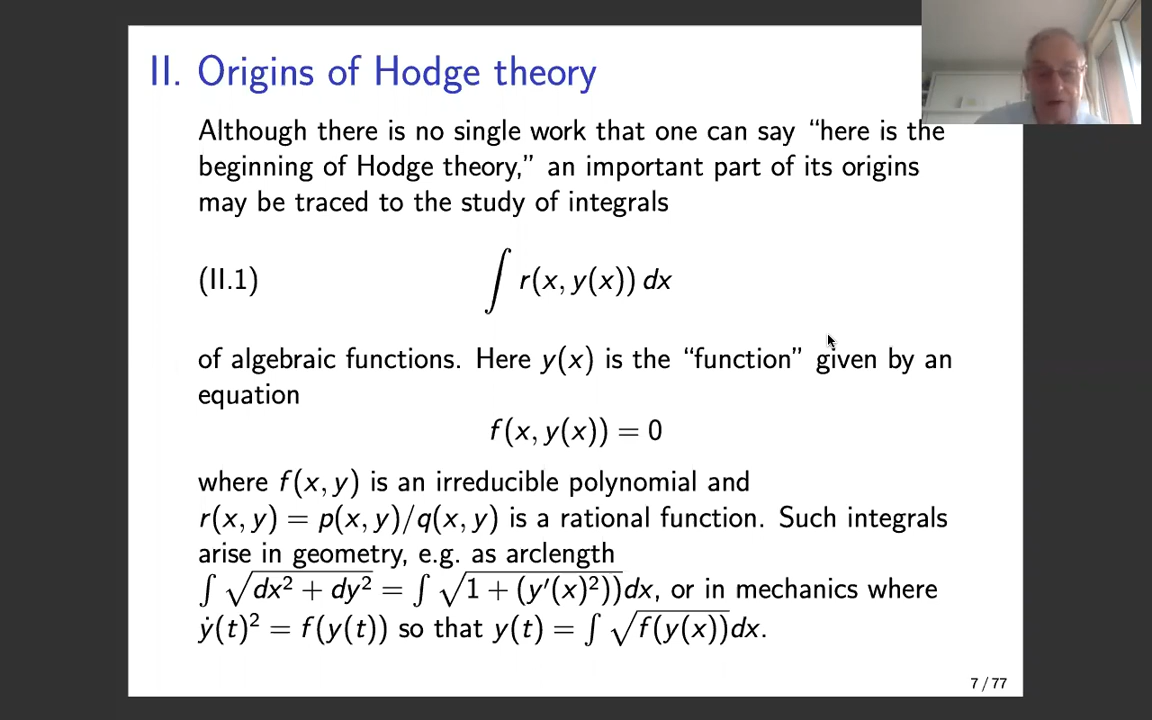 II. Origins of Hodge theory
Although there is no single work that one can say “here is the
beginning of Hodge theory,” an important part of its origins
may be traced to the study of integrals
(II.1) ∫ r(x, y(x)) dx
of algebraic functions. Here y(x) is the “function” given by an
equation
f(x, y(x)) = 0
where f(x, y) is an irreducible polynomial and
r(x, y) = p(x, y)/q(x, y) is a rational function. Such integrals
arise in geometry, e.g. as arclength
∫ √(dx² + dy²) = ∫ √(1 + (y′(x)²))dx, or in mechanics where
ẏ(t)² = f(y(t)) so that y(t) = ∫ √(f(y(x)))dx.
7 / 77